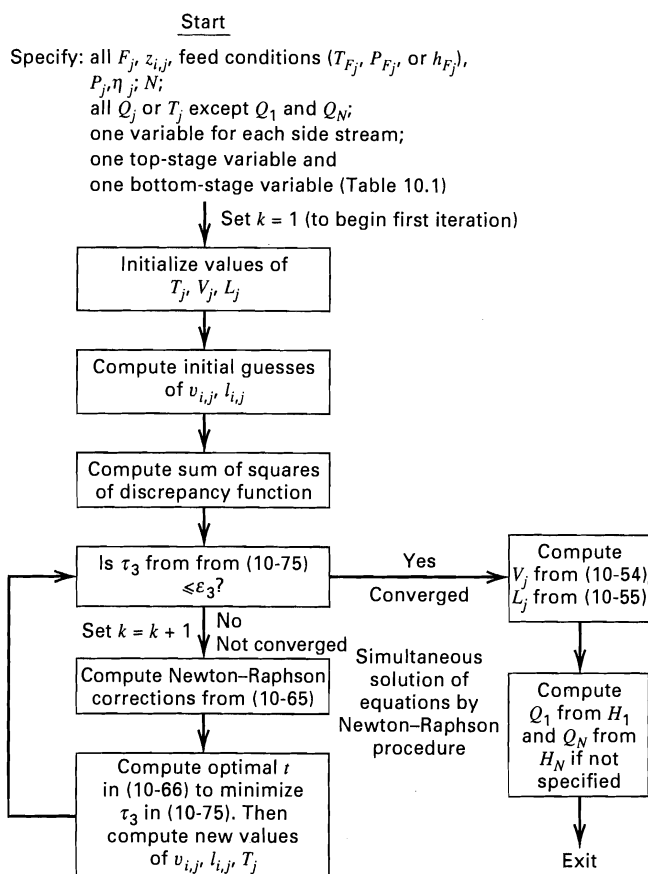 Start
Specify: all F_j, z_{i,j}, feed conditions (T_{F_j}, P_{F_j}, or h_{F_j}),
P_j, η_j; N;
all Q_j or T_j except Q_1 and Q_N;
one variable for each side stream;
one top-stage variable and
one bottom-stage variable (Table 10.1)
Set k = 1 (to begin first iteration)
Initialize values of
T_j, V_j, L_j
Compute initial guesses
of v_{i,j}, l_{i,j}
Compute sum of squares
of discrepancy function
Is τ_3 from from (10-75)
≤ε_3?
Yes
Converged
Compute
V_j from (10-54)
L_j from (10-55)
Set k = k + 1
No
Not converged
Compute Newton–Raphson
corrections from (10-65)
Simultaneous
solution of
equations by
Newton–Raphson
procedure
Compute
Q_1 from H_1
and Q_N from
H_N if not
specified
Compute optimal t
in (10-66) to minimize
τ_3 in (10-75). Then
compute new values
of v_{i,j}, l_{i,j}, T_j
Exit